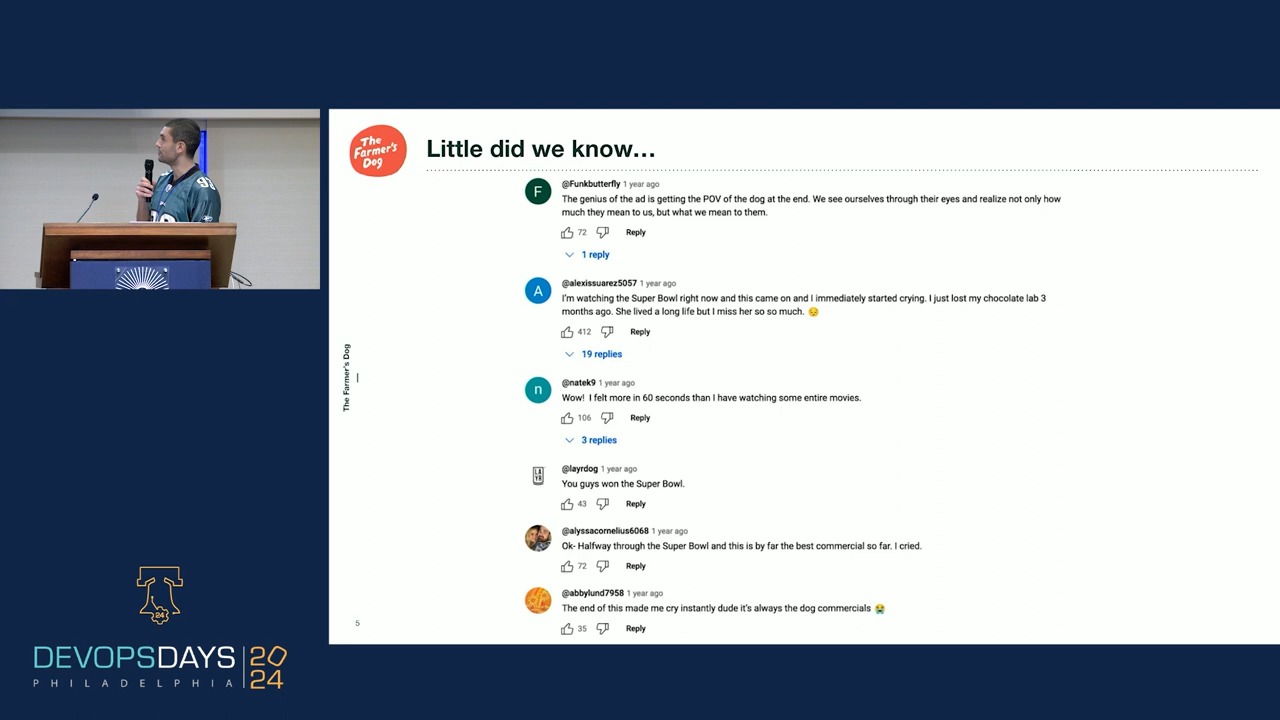 The
Farmer's
Dog
Little did we know...
@Funkbutterfly 1 year ago
The genius of the ad is getting the POV of the dog at the end. We see ourselves through their eyes and realize not only how
much they mean to us, but what we mean to them.
72 Reply
1 reply
@alexissuarez5057 1 year ago
I'm watching the Super Bowl right now and this came on and I immediately started crying. I just lost my chocolate lab 3
months ago. She lived a long life but I miss her so so much. 😔
412 Reply
19 replies
@natek9 1 year ago
Wow! I felt more in 60 seconds than I have watching some entire movies.
106 Reply
3 replies
@layrdog 1 year ago
You guys won the Super Bowl.
43 Reply
@alyssacornelius6068 1 year ago
Ok- Halfway through the Super Bowl and this is by far the best commercial so far. I cried.
72 Reply
@abbylund7958 1 year ago
The end of this made me cry instantly dude it's always the dog commercials 😭
35 Reply
F
A
n
LA
YR
The Farmer's Dog
5
24
DEVOPSDAYS
PHILADELPHIA
20
24